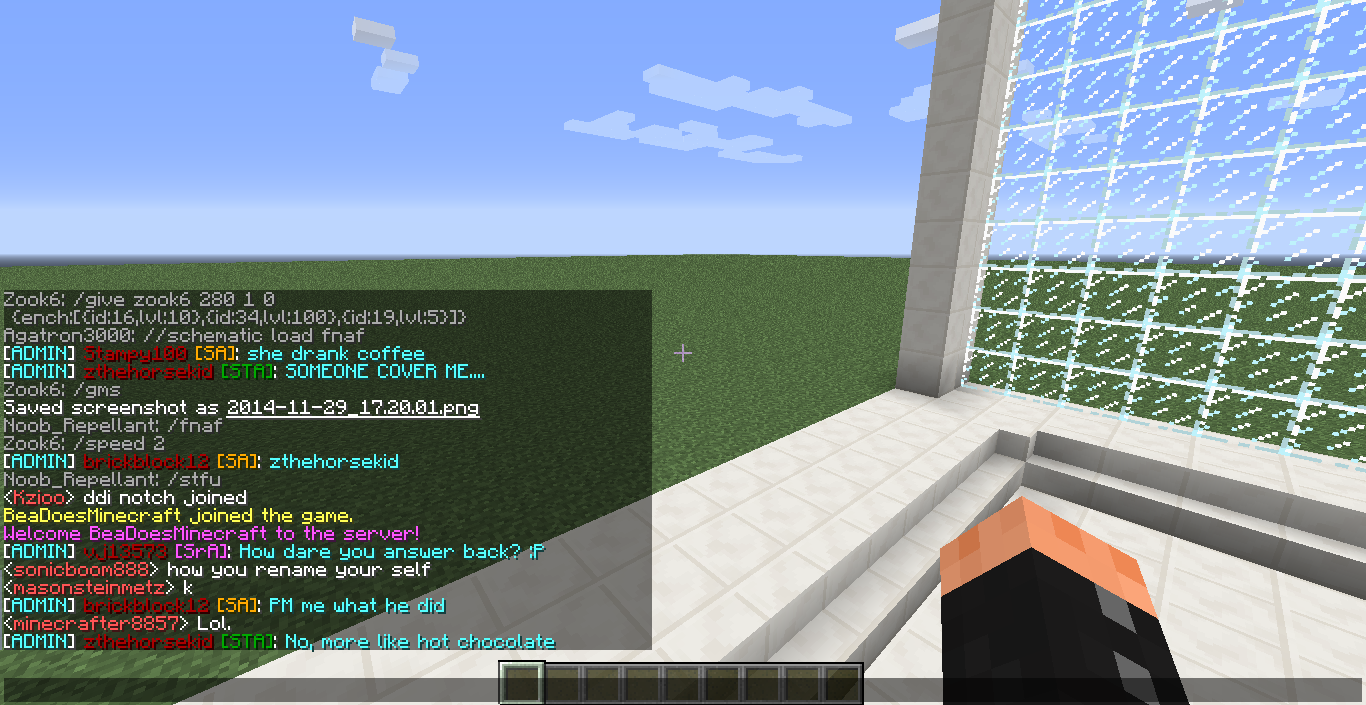 Zook6: /give zook6 280 1 0
{ench:[{id:16,lvl:10},{id:34,lvl:100},{id:19,lvl:5}]}
Agatron3000: //schematic load fnaf
[ADMIN] Stampy100 [SA]: she drank coffee
[ADMIN] zthehorsekid [STA]: SOMEONE COVER ME....
Zook6: /gms
Saved screenshot as 2014-11-29_17.20.01.png
Noob_Repellant: /fnaf
Zook6: /speed 2
[ADMIN] brickblock12 [SA]: zthehorsekid
Noob_Repellant: /stfu
<Kzioo> ddi notch joined
BeaDoesMinecraft joined the game.
Welcome BeaDoesMinecraft to the server!
[ADMIN] vJ13573 [SrA]: How dare you answer back? :P
<sonicboom888> how you rename your self
<masonsteinmetz> k
[ADMIN] brickblock12 [SA]: PM me what he did
<minecrafter8857> Lol.
[ADMIN] zthehorsekid [STA]: No, more like hot chocolate